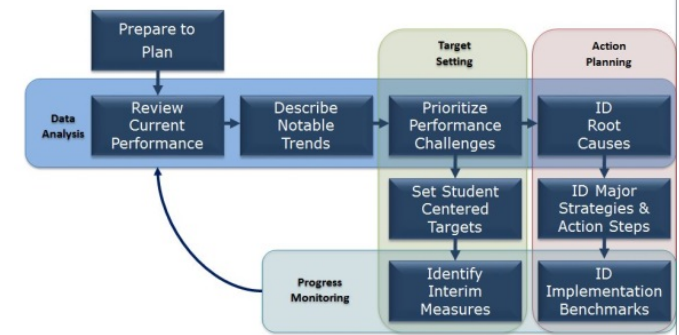 Prepare to
Plan
Target
Setting
Action
Planning
Data
Analysis
Review
Current
Performance
Describe
Notable
Trends
Prioritize
Performance
Challenges
ID
Root
Causes
Set Student
Centered
Targets
ID Major
Strategies &
Action Steps
Progress
Monitoring
Identify
Interim
Measures
ID
Implementation
Benchmarks